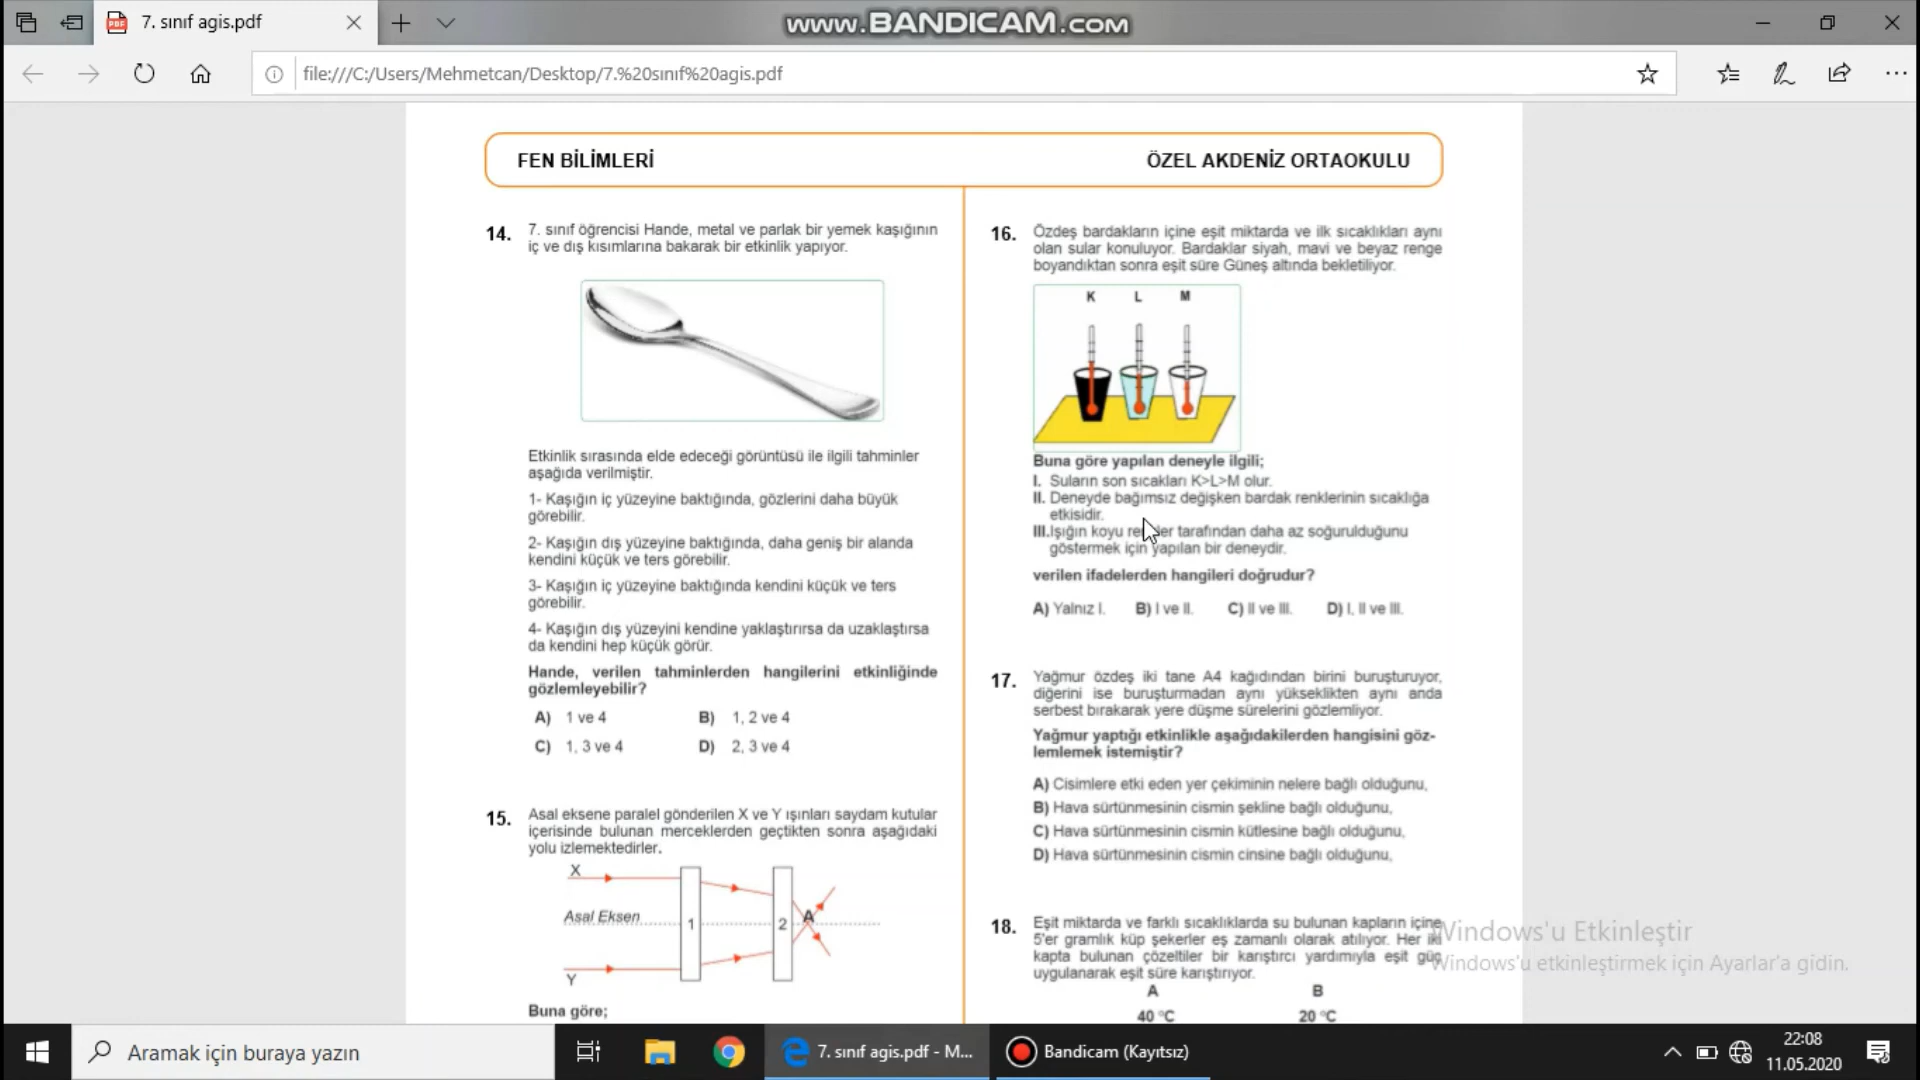 7. sınıf agis.pdf
www.BANDICAM.com
file:///C:/Users/Mehmetcan/Desktop/7.%20sınıf%20agis.pdf
FEN BİLİMLERİ
ÖZEL AKDENİZ ORTAOKULU
14. 7. sınıf öğrencisi Hande, metal ve parlak bir yemek kaşığının
iç ve dış kısımlarına bakarak bir etkinlik yapıyor.
Etkinlik sırasında elde edeceği görüntüsü ile ilgili tahminler
aşağıda verilmiştir.
1- Kaşığın iç yüzeyine baktığında, gözlerini daha büyük
görebilir.
2- Kaşığın dış yüzeyine baktığında, daha geniş bir alanda
kendini küçük ve ters görebilir.
3- Kaşığın iç yüzeyine baktığında kendini küçük ve ters
görebilir.
4- Kaşığın dış yüzeyini kendine yaklaştırırsa da uzaklaştırsa
da kendini hep küçük görür.
Hande, verilen tahminlerden hangilerini etkinliğinde
gözlemleyebilir?
A) 1 ve 4 B) 1, 2 ve 4
C) 1, 3 ve 4 D) 2, 3 ve 4
15. Asal eksene paralel gönderilen X ve Y ışınları saydam kutular
içerisinde bulunan merceklerden geçtikten sonra aşağıdaki
yolu izlemektedirler.
X
Asal Eksen 1 2 A
Y
Buna göre;
16. Özdeş bardakların içine eşit miktarda ve ilk sıcaklıkları aynı
olan sular konuluyor. Bardaklar siyah, mavi ve beyaz renge
boyandıktan sonra eşit süre Güneş altında bekletiliyor.
K L M
Buna göre yapılan deneyle ilgili;
I. Suların son sıcakları K>L>M olur.
II. Deneyde bağımsız değişken bardak renklerinin sıcaklığa
etkisidir.
III.Işığın koyu renkler tarafından daha az soğurulduğunu
göstermek için yapılan bir deneydir.
verilen ifadelerden hangileri doğrudur?
A) Yalnız I. B) I ve II. C) II ve III. D) I, II ve III.
17. Yağmur özdeş iki tane A4 kağıdından birini buruşturuyor,
diğerini ise buruşturmadan aynı yükseklikten aynı anda
serbest bırakarak yere düşme sürelerini gözlemliyor.
Yağmur yaptığı etkinlikle aşağıdakilerden hangisini göz-
lemlemek istemiştir?
A) Cisimlere etki eden yer çekiminin nelere bağlı olduğunu,
B) Hava sürtünmesinin cismin şekline bağlı olduğunu,
C) Hava sürtünmesinin cismin kütlesine bağlı olduğunu,
D) Hava sürtünmesinin cismin cinsine bağlı olduğunu,
18. Eşit miktarda ve farklı sıcaklıklarda su bulunan kapların içine
5'er gramlık küp şekerler eş zamanlı olarak atılıyor. Her iki
kapta bulunan çözeltiler bir karıştırcı yardımıyla eşit güç
uygulanarak eşit süre karıştırıyor.
A B
40 °C 20 °C
Windows'u Etkinleştir
Windows'u etkinleştirmek için Ayarlar'a gidin.
Aramak için buraya yazın
7. sınıf agis.pdf - M...
Bandicam (Kayıtsız)
22:08
11.05.2020